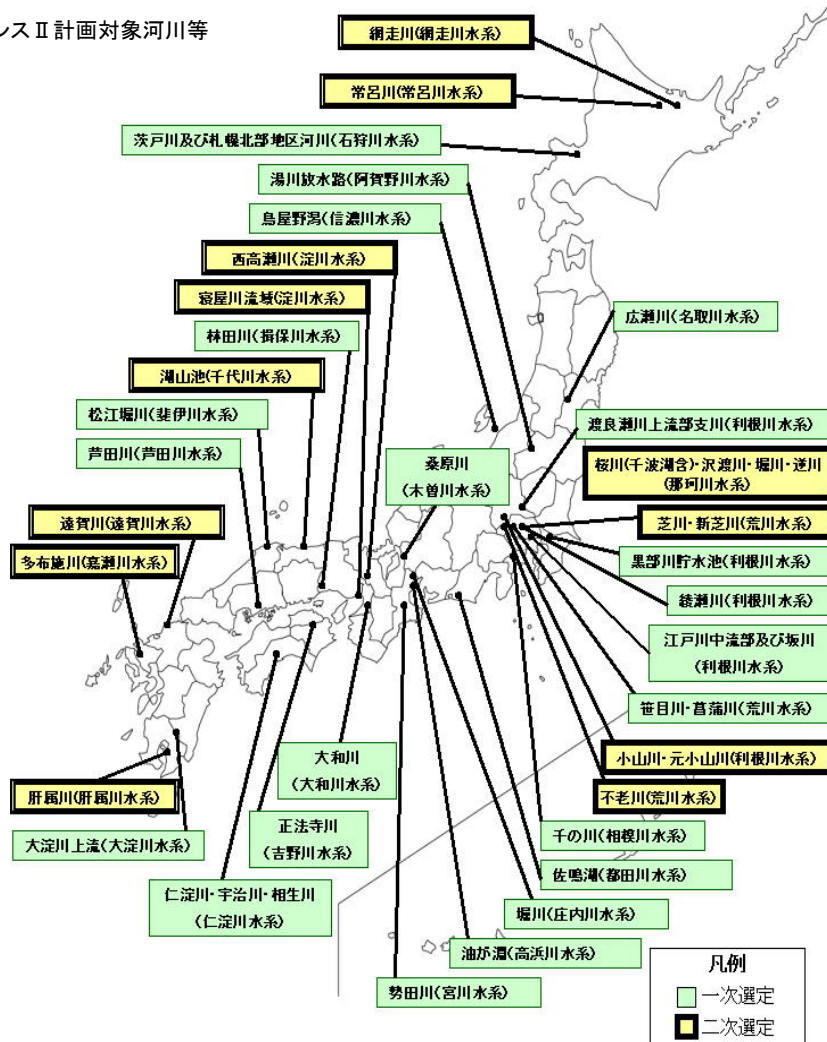 ンスⅡ計画対象河川等
網走川(網走川水系)
常呂川(常呂川水系)
茨戸川及び札幌北部地区河川(石狩川水系)
湯川放水路(阿賀野川水系)
鳥屋野潟(信濃川水系)
西高瀬川(淀川水系)
寝屋川流域(淀川水系)
林田川(揖保川水系)
湖山池(千代川水系)
松江堀川(斐伊川水系)
芦田川(芦田川水系)
遠賀川(遠賀川水系)
多布施川(嘉瀬川水系)
広瀬川(名取川水系)
渡良瀬川上流部支川(利根川水系)
桑原川
(木曽川水系)
桜川(千波湖含)・沢渡川・堀川・逆川
(那珂川水系)
芝川・新芝川(荒川水系)
黒部川貯水池(利根川水系)
綾瀬川(利根川水系)
江戸川中流部及び坂川
(利根川水系)
笹目川・菖蒲川(荒川水系)
小山川・元小山川(利根川水系)
不老川(荒川水系)
肝属川(肝属川水系)
大淀川上流(大淀川水系)
大和川
(大和川水系)
正法寺川
(吉野川水系)
仁淀川・宇治川・相生川
(仁淀川水系)
千の川(相模川水系)
佐鳴湖(都田川水系)
堀川(庄内川水系)
油が淵(高浜川水系)
勢田川(宮川水系)
凡例
一次選定
二次選定